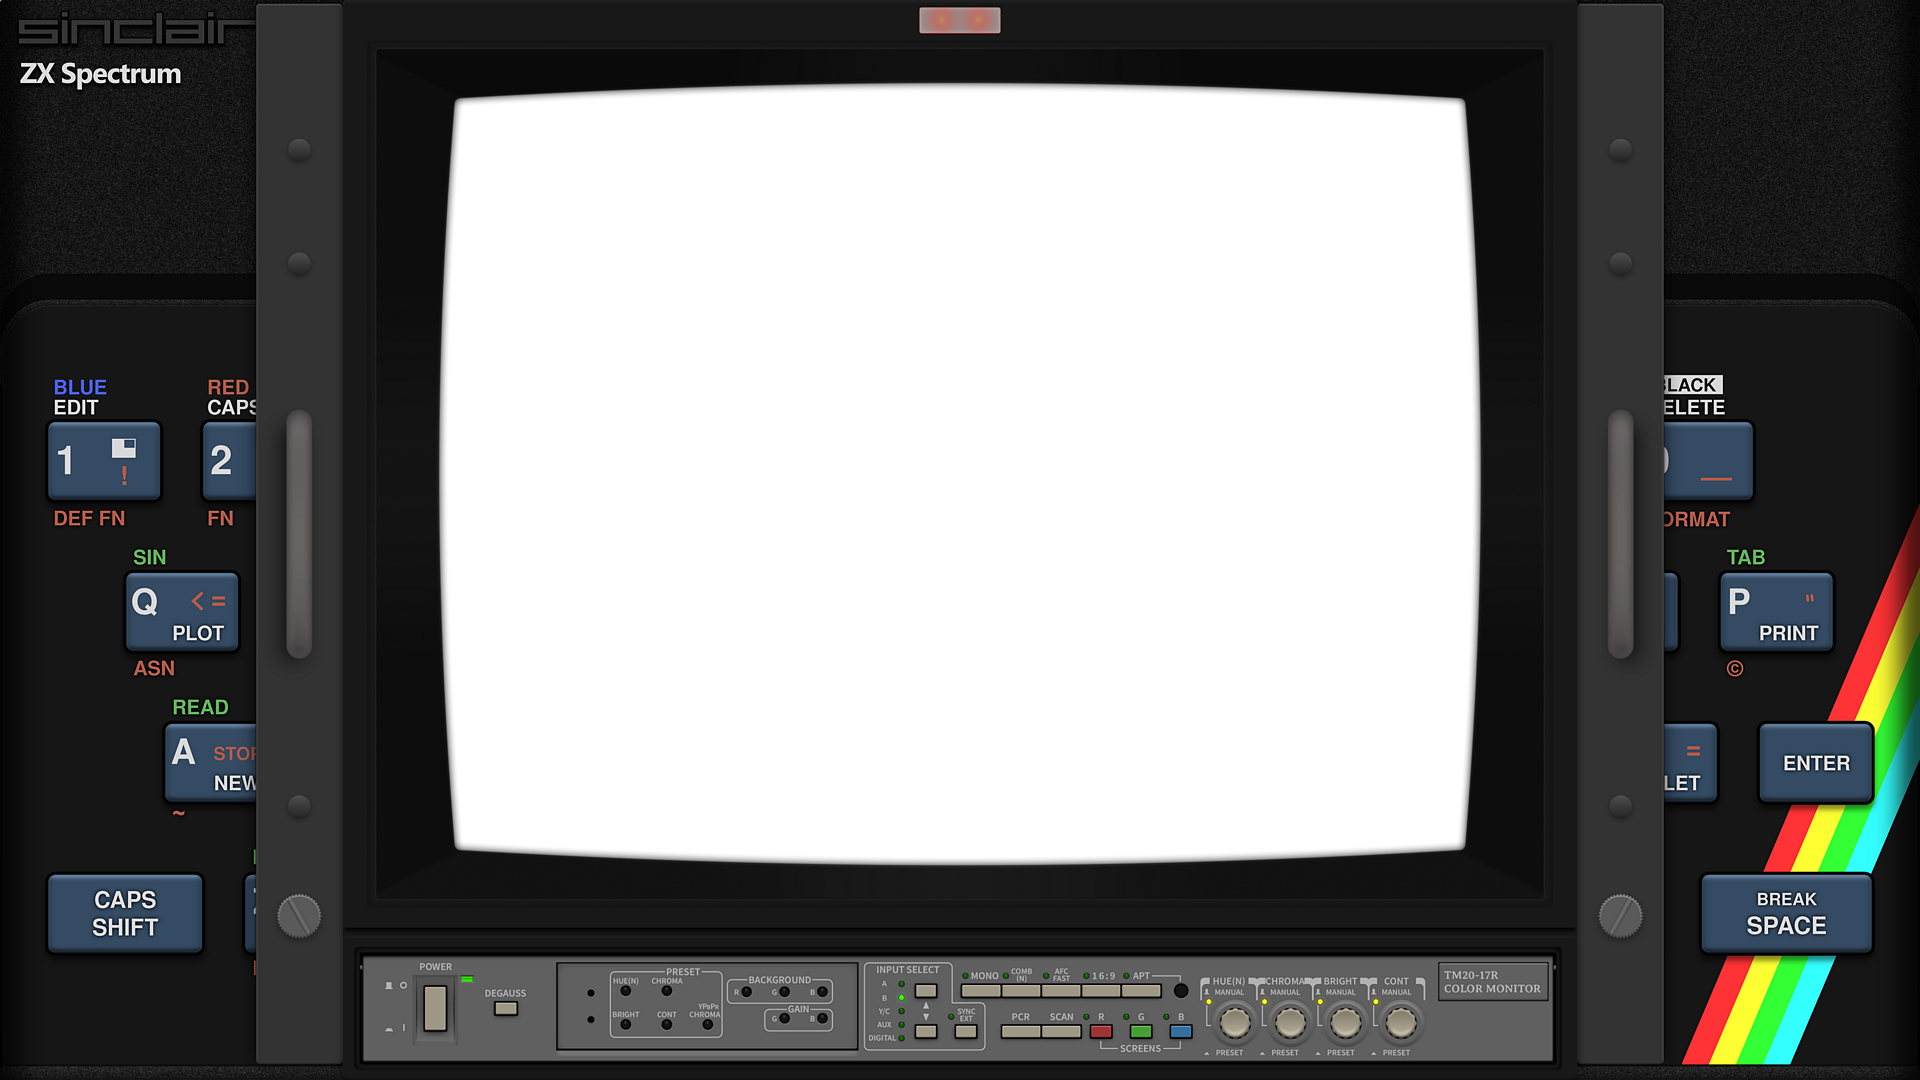 sinclair
ZX Spectrum
BLUE
EDIT
1
!
DEF FN
RED
CAPS
2
FN
SIN
Q <=
PLOT
ASN
READ
A STOP
NEW
~
CAPS
SHIFT
BLACK
DELETE
FORMAT
TAB
P "
PRINT
©
=
LET
ENTER
BREAK
SPACE
POWER
DEGAUSS
PRESET
HUE(N) CHROMA
BRIGHT CONT YPBPR
CHROMA
BACKGROUND
R G B
GAIN
G B
INPUT SELECT
A
B
Y/C
AUX
DIGITAL
SYNC
EXT
MONO COMB
(N) AFC
FAST 16:9 APT
PCR SCAN R G B
SCREENS
HUE(N) CHROMA BRIGHT CONT
MANUAL MANUAL MANUAL MANUAL
PRESET PRESET PRESET PRESET
TM20-17R
COLOR MONITOR